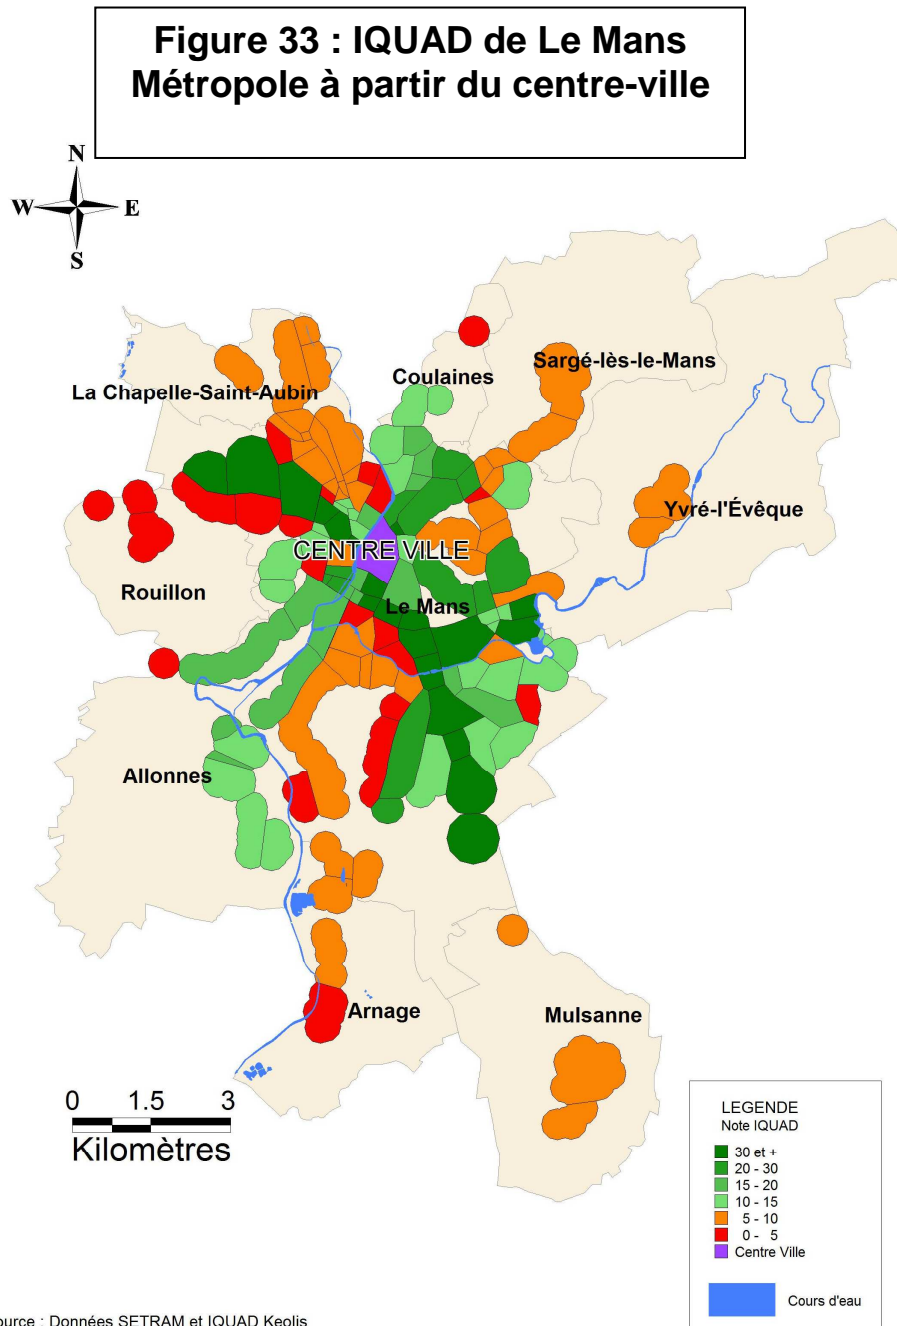 Figure 33 : IQUAD de Le Mans
Métropole à partir du centre-ville
N
W
E
S
Sargé-lès-le-Mans
Coulaines
La Chapelle-Saint-Aubin
Yvré-l'Évêque
CENTRE VILLE
Rouillon
Le Mans
Allonnes
Arnage
Mulsanne
0 1.5 3
Kilomètres
LEGENDE
Note IQUAD
30 et +
20 - 30
15 - 20
10 - 15
5 - 10
0 - 5
Centre Ville
Cours d'eau
ource : Données SETRAM et IQUAD Keolis